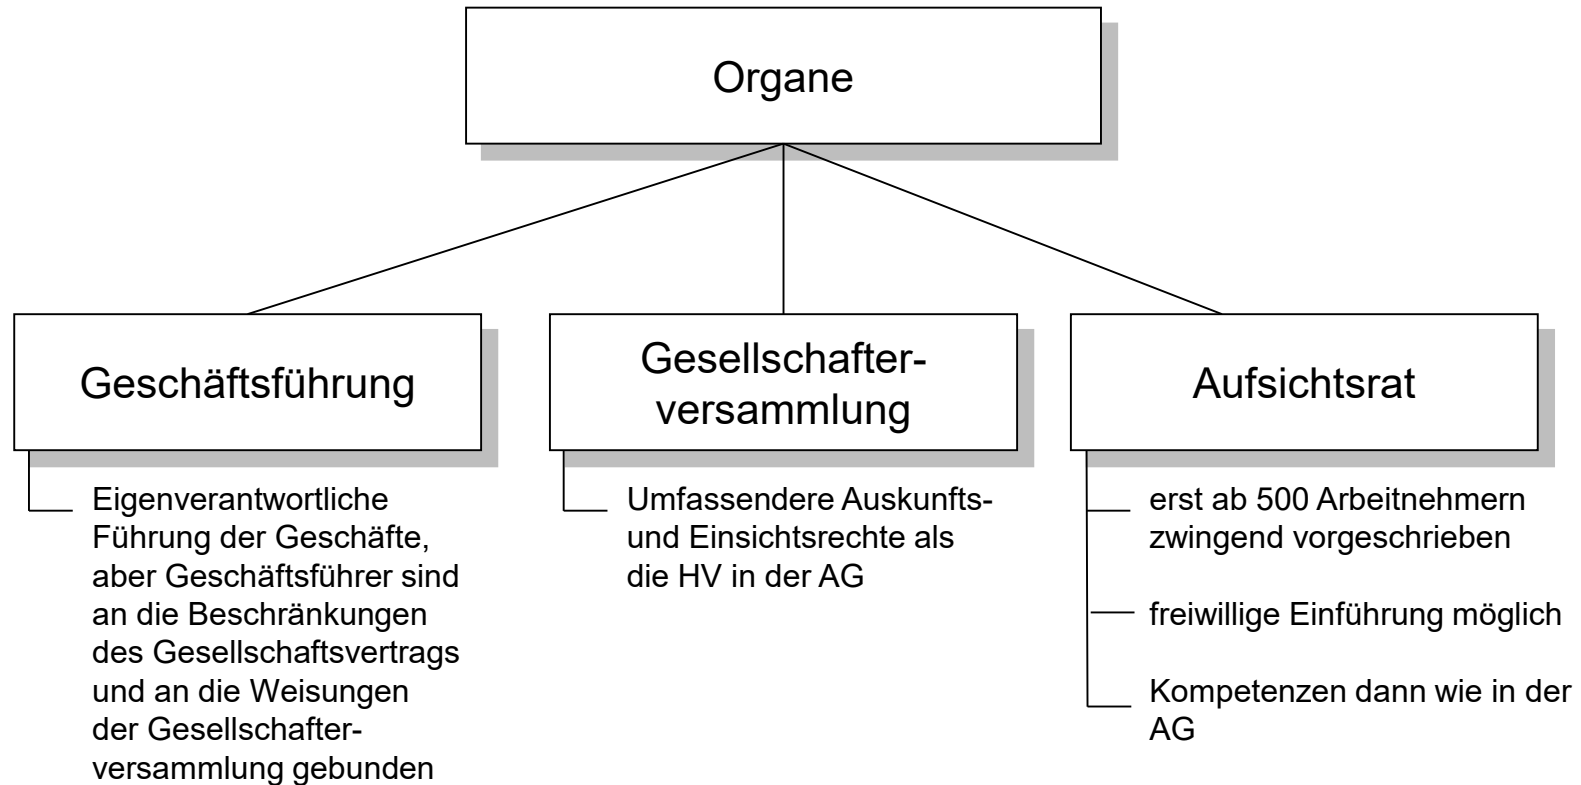 Organe
Geschäftsführung
Eigenverantwortliche
Führung der Geschäfte,
aber Geschäftsführer sind
an die Beschränkungen
des Gesellschaftsvertrags
und an die Weisungen
der Gesellschafter-
versammlung gebunden
Gesellschafter-
versammlung
Umfassendere Auskunfts-
und Einsichtsrechte als
die HV in der AG
Aufsichtsrat
erst ab 500 Arbeitnehmern
zwingend vorgeschrieben
freiwillige Einführung möglich
Kompetenzen dann wie in der
AG